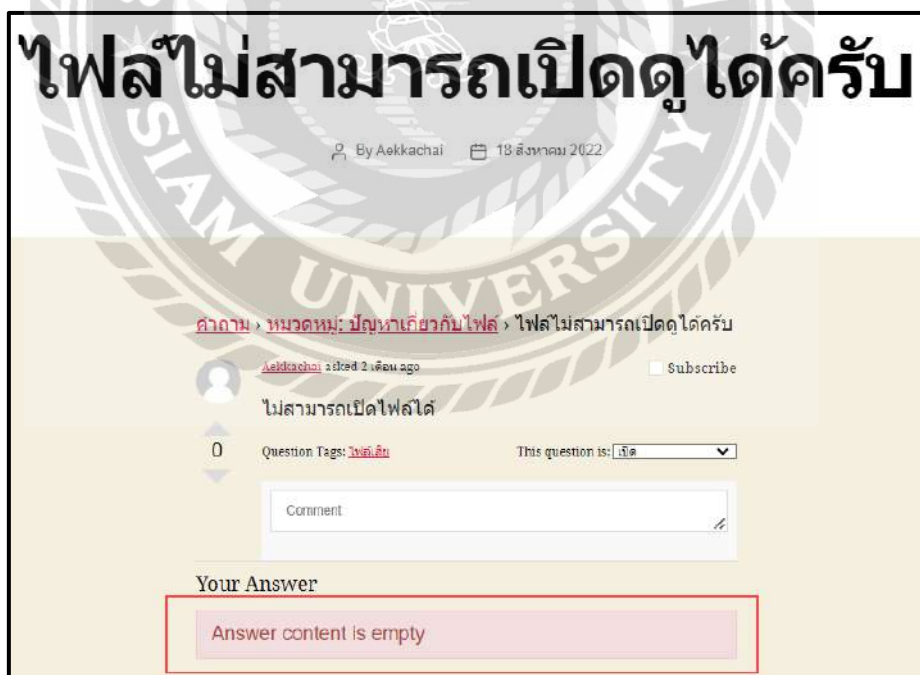 ไฟล์ไม่สามารถเปิดดูได้ครับ
By Aekkachai 18 สิงหาคม 2022
SIAM UNIVERSITY
คำถาม › หมวดหมู่: ปัญหาเกี่ยวกับไฟล์ › ไฟล์ไม่สามารถเปิดดูได้ครับ
Aekkachai asked 2 เดือน ago Subscribe
ไม่สามารถเปิดไฟล์ได้
0 Question Tags: ไฟล์เสีย This question is: เปิด
Comment
Your Answer
Answer content is empty